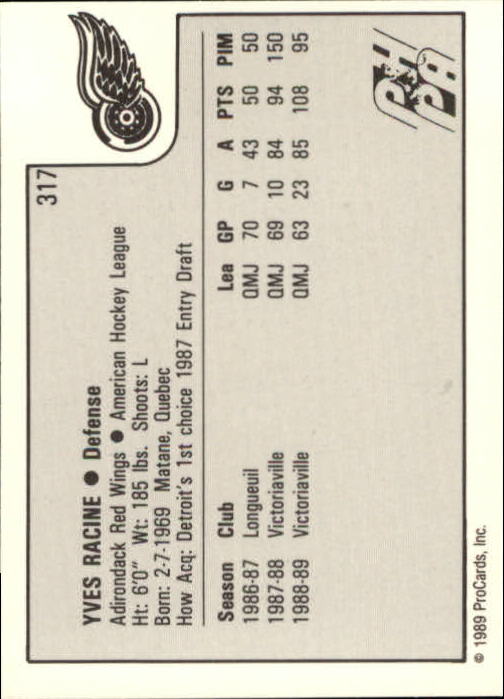 317
YVES RACINE ● Defense
Adirondack Red Wings ● American Hockey League
Ht: 6'0" Wt: 185 lbs. Shoots: L
Born: 2-7-1969 Matane, Quebec
How Acq: Detroit's 1st choice 1987 Entry Draft
Season Club Lea GP G A PTS PIM
1986-87 Longueuil QMJ 70 7 43 50 50
1987-88 Victoriaville QMJ 69 10 84 94 150
1988-89 Victoriaville QMJ 63 23 85 108 95
© 1989 ProCards, Inc.